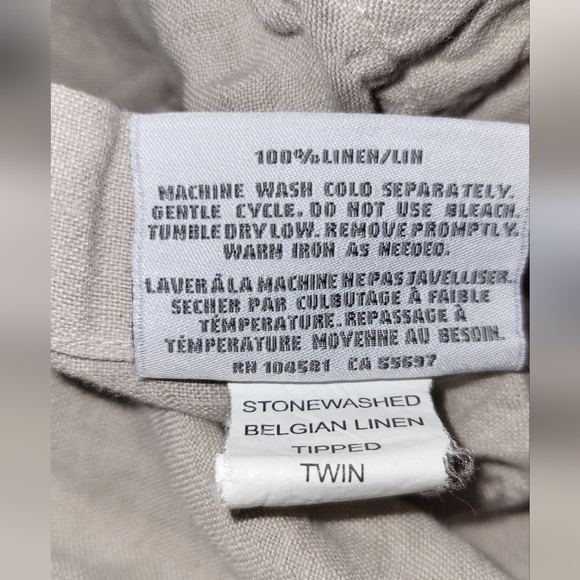 100% LINEN/LIN
MACHINE WASH COLD SEPARATELY.
GENTLE CYCLE. DO NOT USE BLEACH.
TUMBLE DRY LOW. REMOVE PROMPTLY.
WARM IRON AS NEEDED.
LAVER À LA MACHINE NE PAS JAVELLISER.
SECHER PAR CULBUTAGE À FAIBLE
TÉMPERATURE. REPASSAGE À
TÉMPERATURE MOYENNE AU BESOIN.
RN 104581 CA 55697
STONEWASHED
BELGIAN LINEN
TIPPED
TWIN